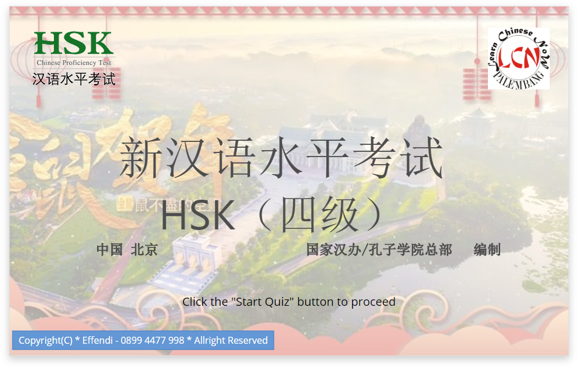 HSK
Chinese Proficiency Test
汉语水平考试
Learn Chinese Now
LCN
PALEMBANG
新汉语水平考试
HSK（四级）
中国 北京
国家汉办/孔子学院总部 编制
Click the "Start Quiz" button to proceed
Copyright(C) * Effendi - 0899 4477 998 * Allright Reserved